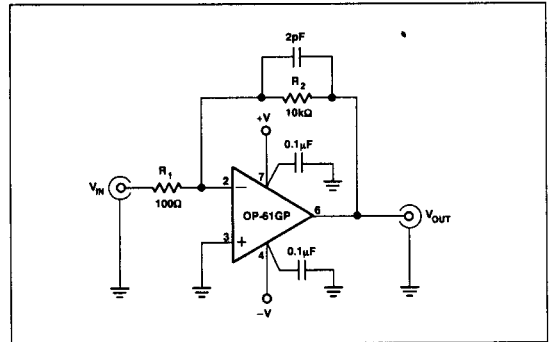 2pF
R2
10kΩ
+V
0.1μF
R1
VIN
100Ω
2
7
OP-61GP
6
VOUT
3
4
0.1μF
−V